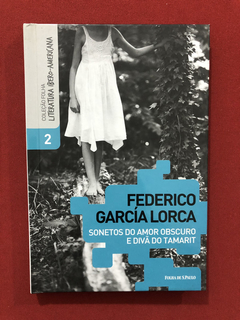 COLEÇÃO FOLHA
LITERATURA IBERO-AMERICANA
2
FEDERICO
GARCÍA LORCA
SONETOS DO AMOR OBSCURO
E DIVÃ DO TAMARIT
FOLHA DE S.PAULO